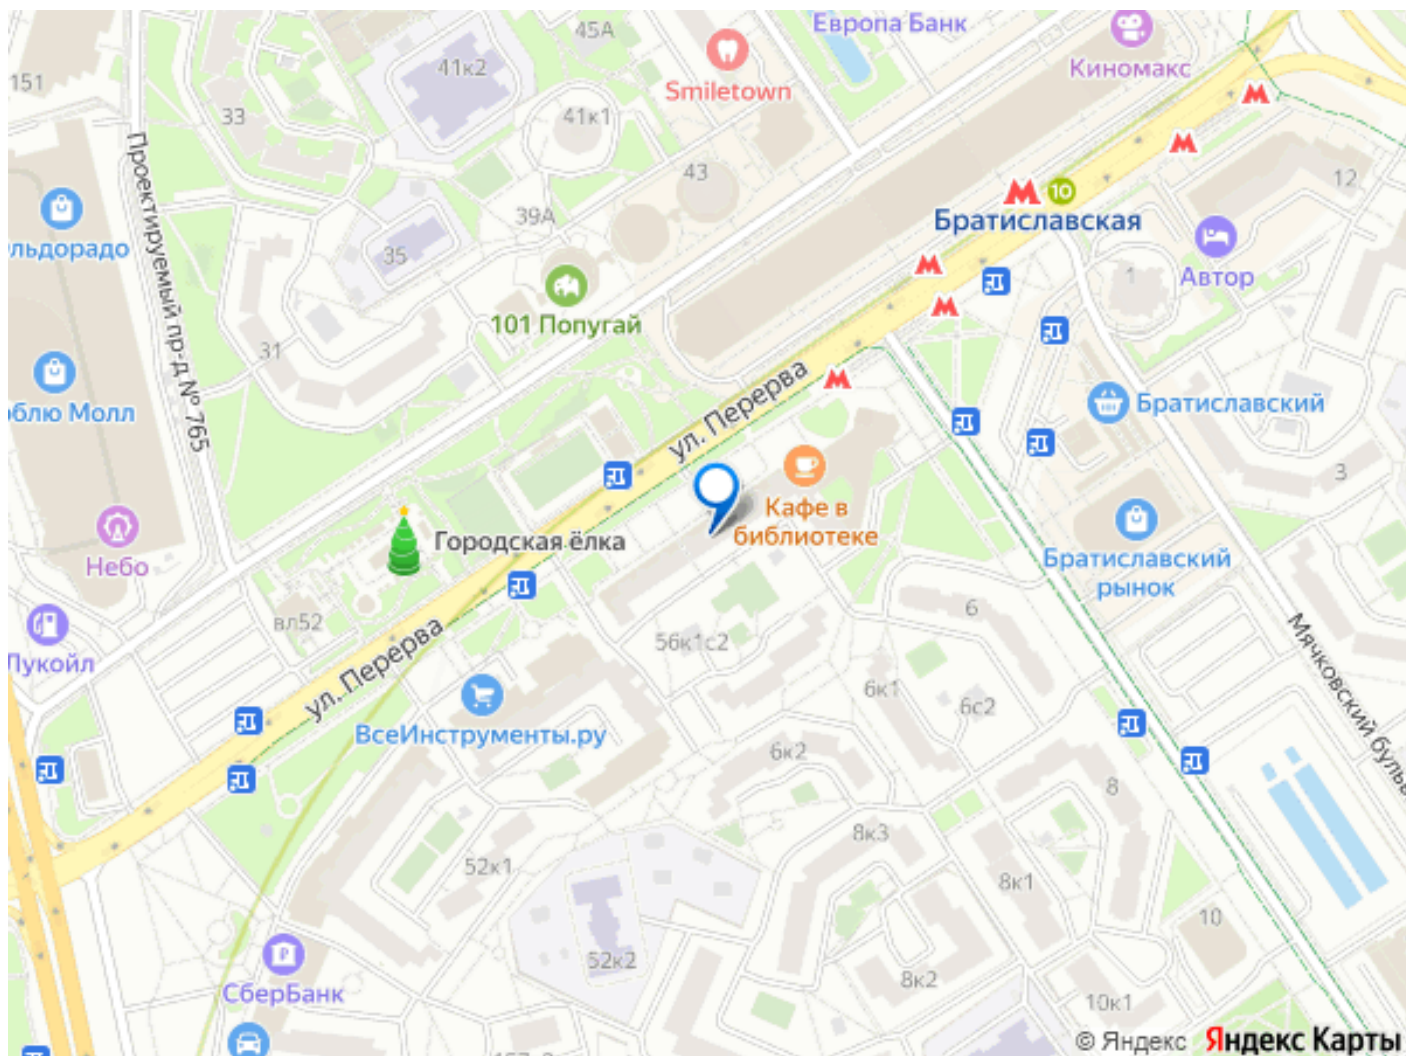 Европа Банк
45А
Киномакс
151
41к2
Smiletown
33
41к1
43
12
10
Братиславская
39А
35
Автор
1
льдорадо
Проектируемый пр-д № 765
101 Попугай
31
ул. Перерва
Братиславский
облю Молл
3
Кафе в
библиотеке
Городская ёлка
Небо
Братиславский
рынок
вл52
6
Лукойл
56к1с2
ул. Перерва
6к1
6с2
Мячковский бульв
ВсеИнструменты.ру
6к2
8
8к3
52к1
8к1
10
52к2
8к2
СберБанк
10к1
© Яндекс Яндекс Карты